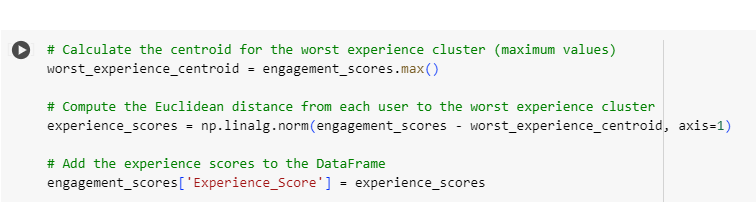 # Calculate the centroid for the worst experience cluster (maximum values)
worst_experience_centroid = engagement_scores.max()
# Compute the Euclidean distance from each user to the worst experience cluster
experience_scores = np.linalg.norm(engagement_scores - worst_experience_centroid, axis=1)
# Add the experience scores to the DataFrame
engagement_scores['Experience_Score'] = experience_scores